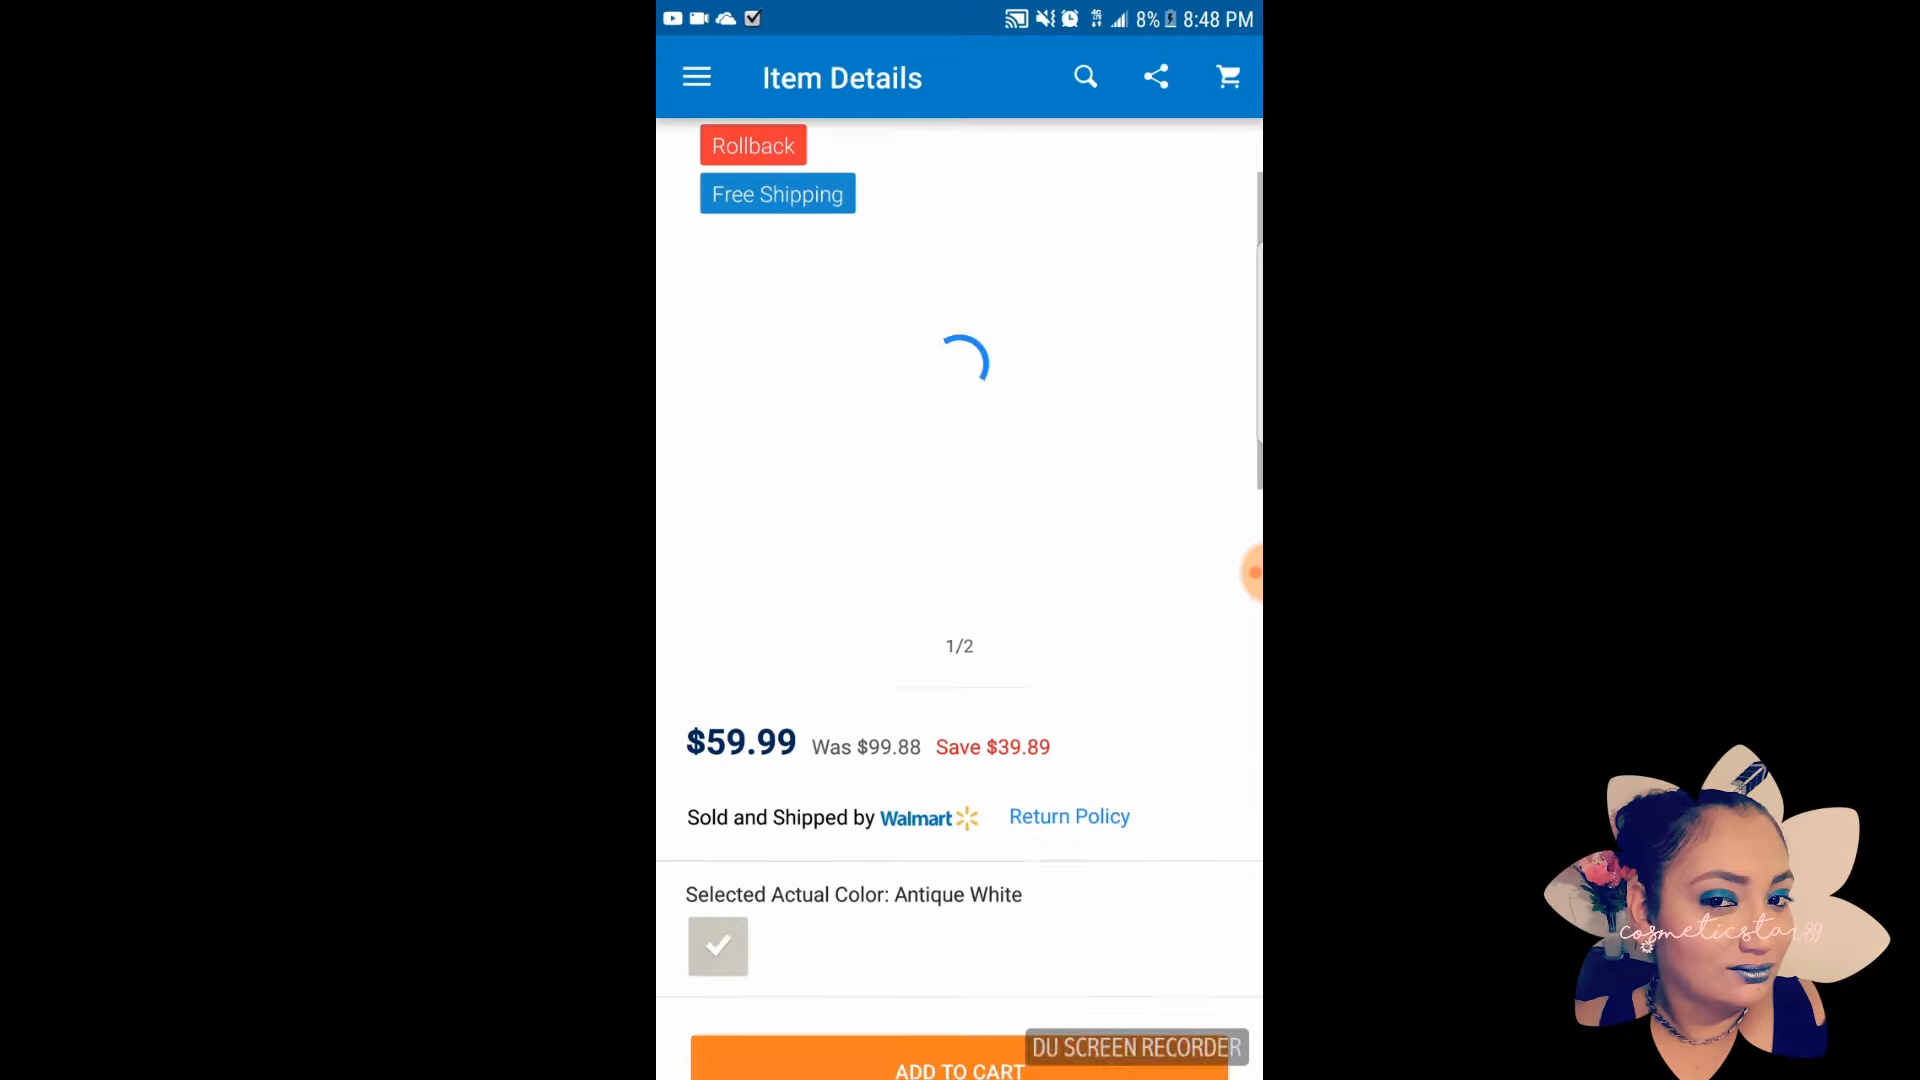 8% 8:48 PM
Item Details
Rollback
Free Shipping
1/2
$59.99 Was $99.88 Save $39.89
Sold and Shipped by Walmart Return Policy
Selected Actual Color: Antique White
ADD TO CART
DU SCREEN RECORDER
cosmeticstar89